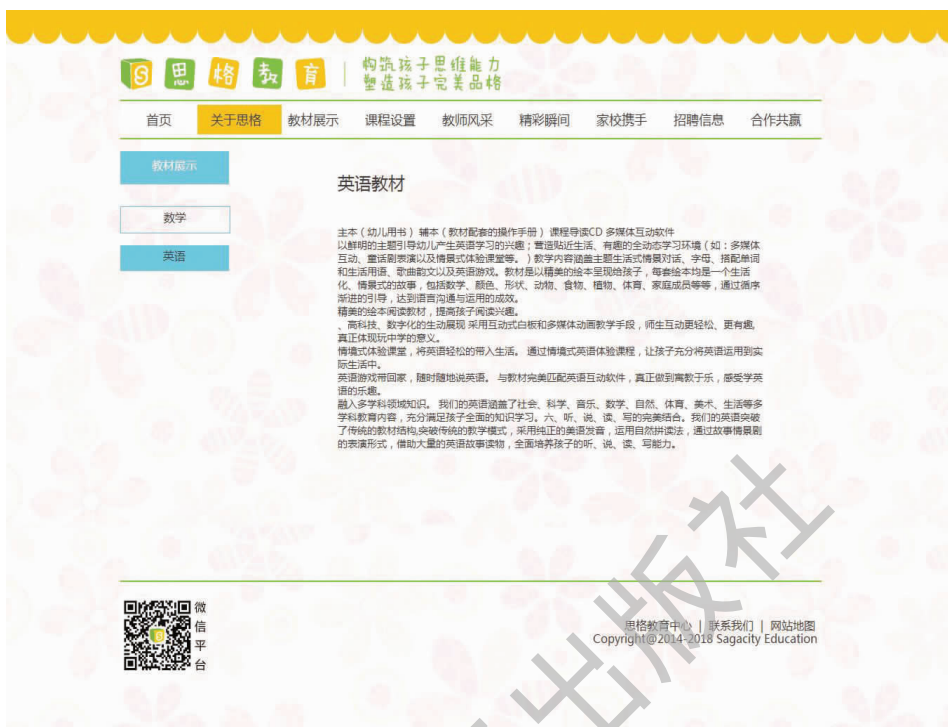 思格教育
构筑孩子思维能力
塑造孩子完美品格
首页 关于思格 教材展示 课程设置 教师风采 精彩瞬间 家校携手 招聘信息 合作共赢
教材展示
数学
英语
英语教材
主本（幼儿用书） 辅本（教材配套的操作手册） 课程导读CD 多媒体互动软件
以鲜明的主题引导幼儿产生英语学习的兴趣；营造贴近生活、有趣的全动态学习环境（如：多媒体
互动、童话剧表演以及情景式体验课堂等。）教学内容涵盖主题生活式情景对话、字母、搭配单词
和生活用语、歌曲韵文以及英语游戏。教材是以精美的绘本呈现给孩子，每套绘本均是一个生活
化、情景式的故事，包括数学、颜色、形状、动物、食物、植物、体育、家庭成员等等，通过循序
渐进的引导，达到语言沟通与运用的成效。
精美的绘本阅读教材，提高孩子阅读兴趣。
、高科技、数字化的生动展现 采用互动式白板和多媒体动画教学手段，师生互动更轻松、更有趣,
真正体现玩中学的意义。
情境式体验课堂，将英语轻松的带入生活。 通过情境式英语体验课程，让孩子充分将英语运用到实
际生活中。
英语游戏带回家，随时随地说英语。 与教材完美匹配英语互动软件，真正做到寓教于乐，感受学英
语的乐趣。
融入多学科领域知识。 我们的英语涵盖了社会、科学、音乐、数学、自然、体育、美术、生活等多
学科教育内容，充分满足孩子全面的知识学习。六、听、说、读、写的完美结合。我们的英语突破
了传统的教材结构,突破传统的教学模式，采用纯正的美语发音，运用自然拼读法，通过故事情景剧
的表演形式，借助大量的英语故事读物，全面培养孩子的听、说、读、写能力。
微信平台
思格教育中心 | 联系我们 | 网站地图
Copyright@2014-2018 Sagacity Education
出版社